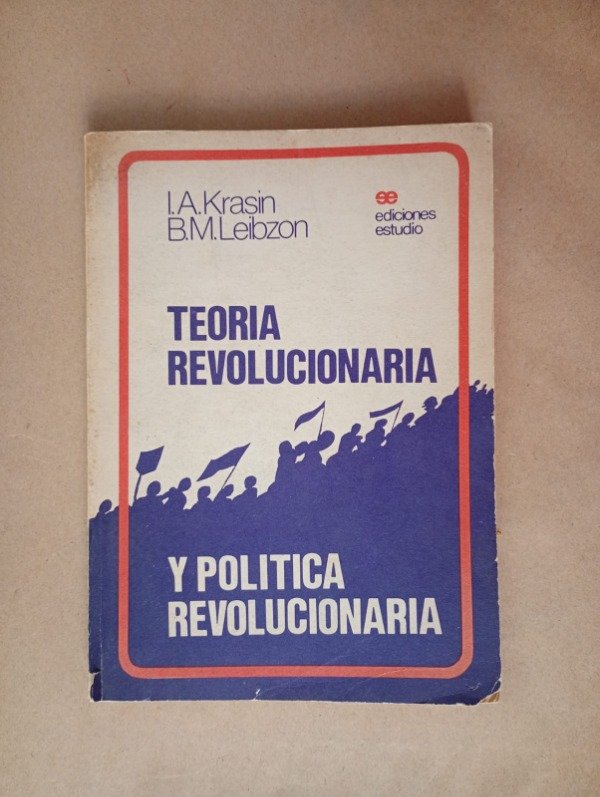 I.A.Krasin
B.M.Leibzon
ee
ediciones
estudio
TEORIA
REVOLUCIONARIA
Y POLITICA
REVOLUCIONARIA